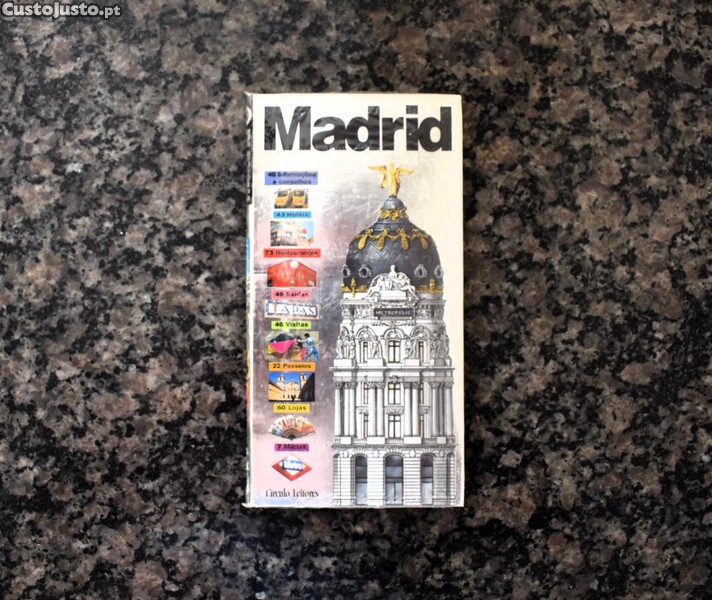 CustoJusto.pt
Madrid
46 Informações
e conselhos
43 Hotéis
73 Restaurantes
49 Saídas
TAPAS
46 Visitas
METROPOLIS
22 Passeios
60 Lojas
7 Mapas
Círculo Leitores